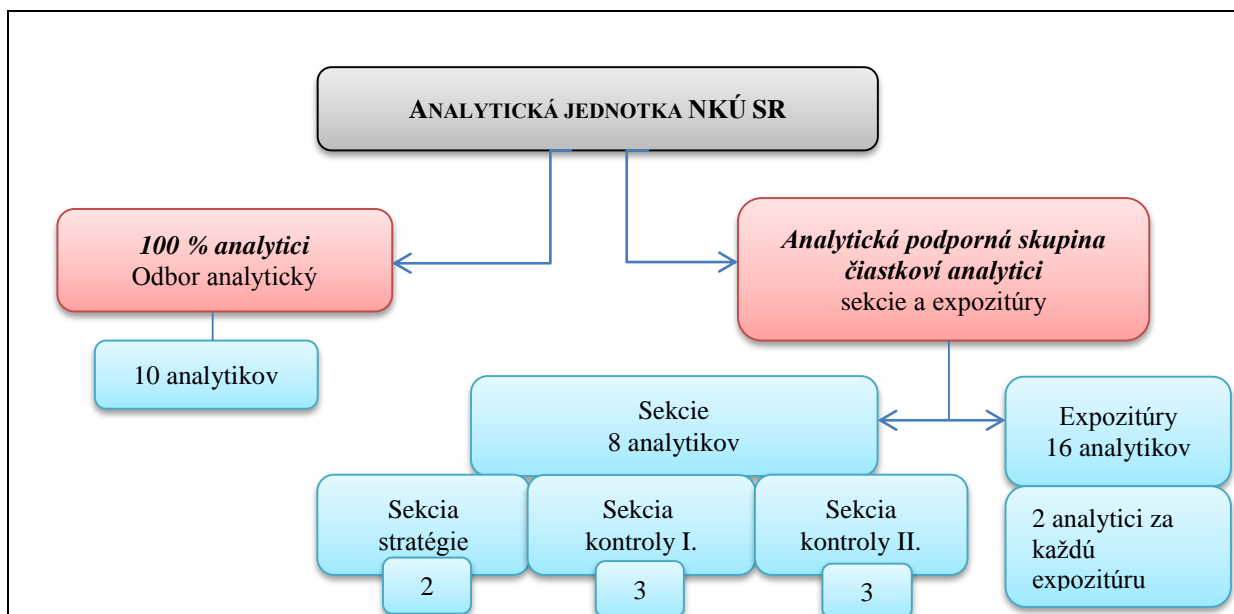 ANALYTICKÁ JEDNOTKA NKÚ SR
100 % analytici
Odbor analytický
10 analytikov
Analytická podporná skupina
čiastkoví analytici
sekcie a expozitúry
Sekcie
8 analytikov
Expozitúry
16 analytikov
Sekcia
stratégie
2
Sekcia
kontroly I.
3
Sekcia
kontroly II.
3
2 analytici za
každú
expozitúru